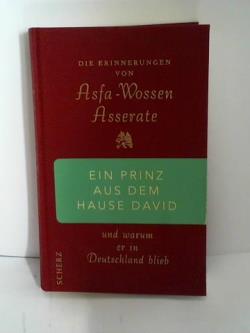 DIE ERINNERUNGEN
VON
Asfa-Wossen
Asserate
EIN PRINZ
AUS DEM
HAUSE DAVID
und warum
er in
Deutschland blieb
SCHERZ